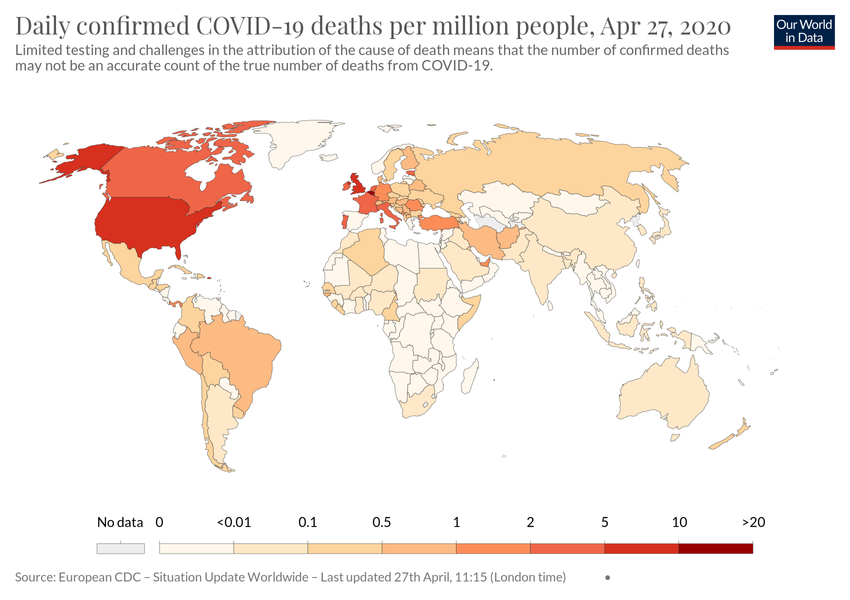 Daily confirmed COVID-19 deaths per million people, Apr 27, 2020
Our World
in Data
Limited testing and challenges in the attribution of the cause of death means that the number of confirmed deaths
may not be an accurate count of the true number of deaths from COVID-19.
No data 0 <0.01 0.1 0.5 1 2 5 10 >20
Source: European CDC – Situation Update Worldwide – Last updated 27th April, 11:15 (London time) •